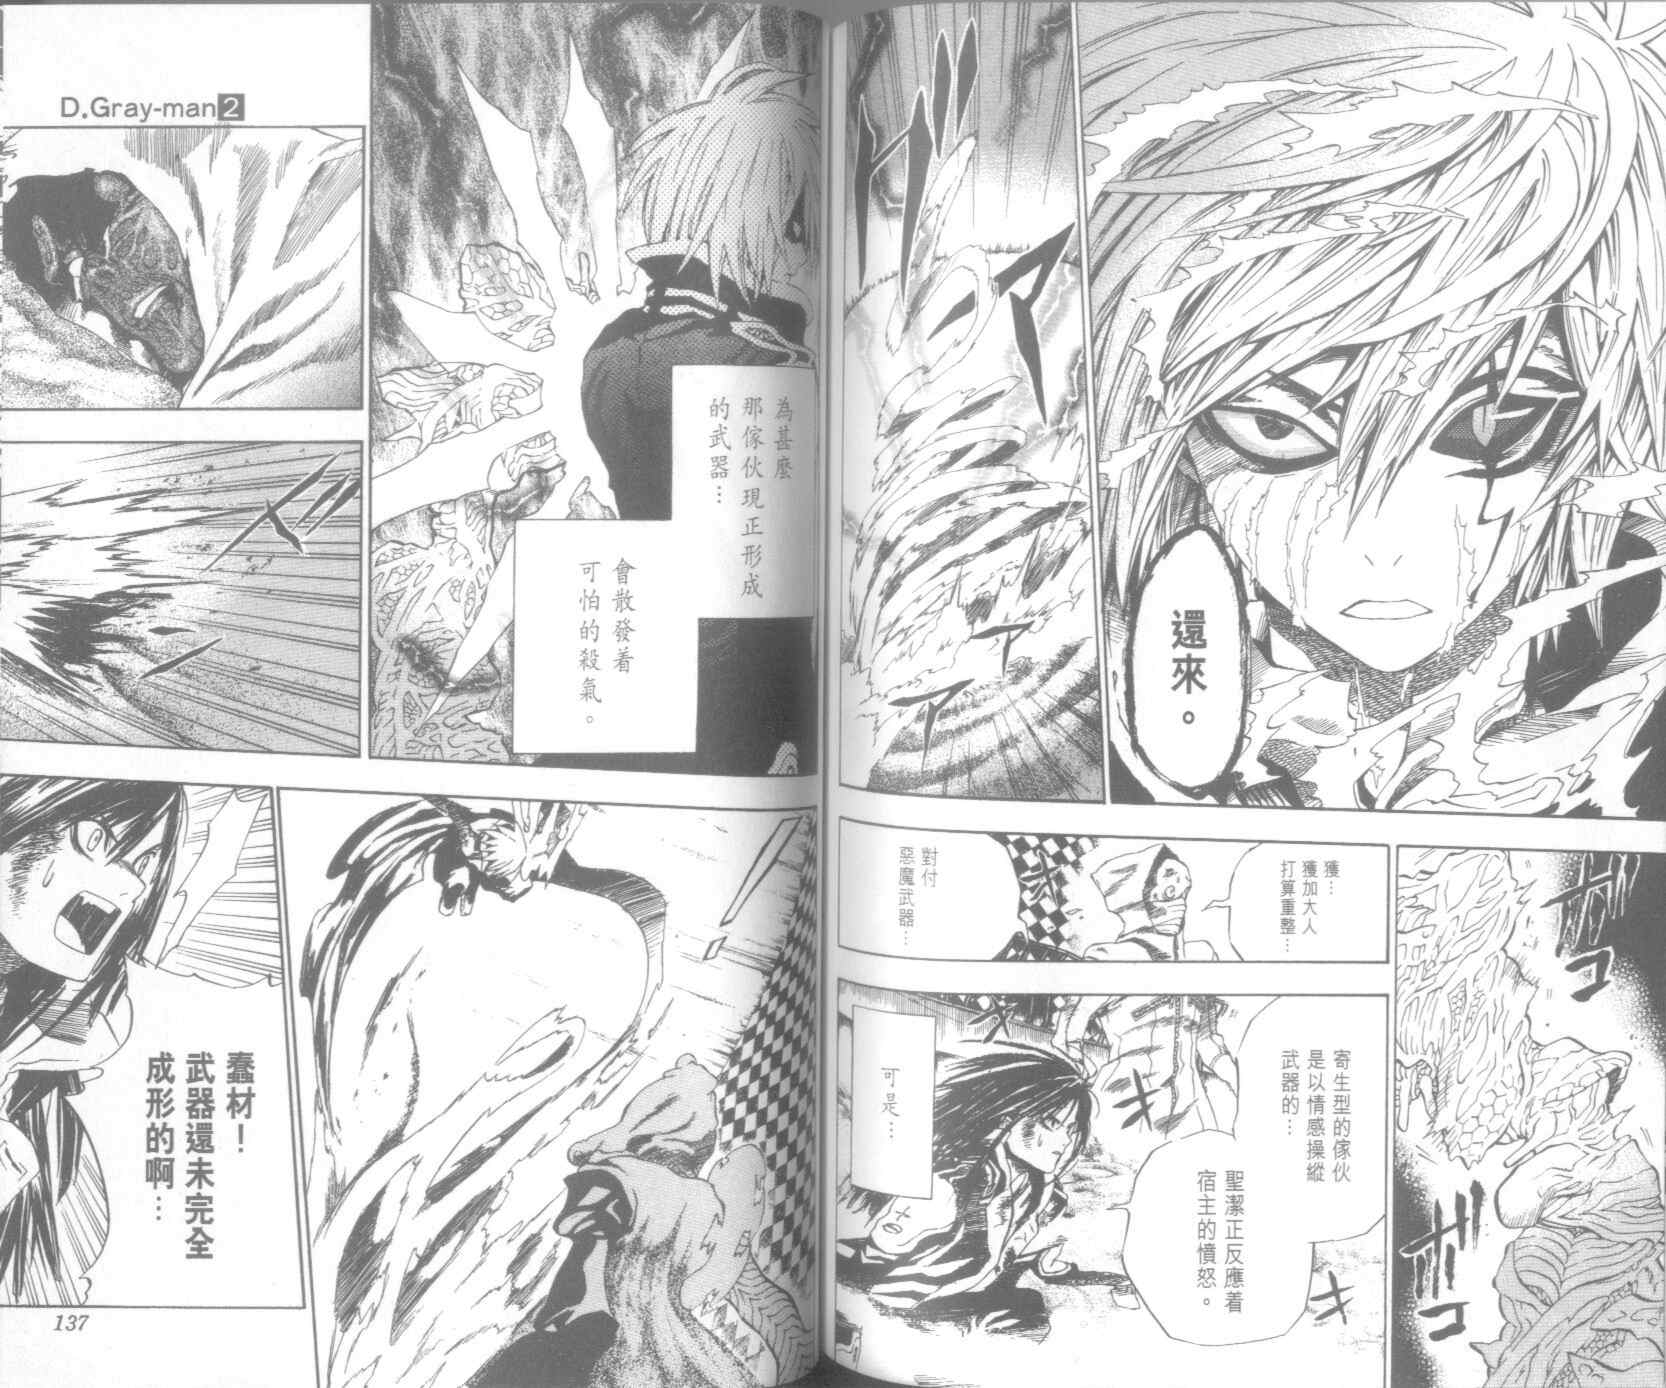 還來。
獲…
獲加大人
打算重整…
對付
惡魔武器…
寄生型的傢伙
是以情感操縱
武器的…
聖潔正反應着
宿主的憤怒。
可是…
D.Gray-man2
為甚麼
那傢伙現正形成
的武器…
會散發着
可怕的殺氣。
蠢材！
武器還未完全
成形的啊…
137